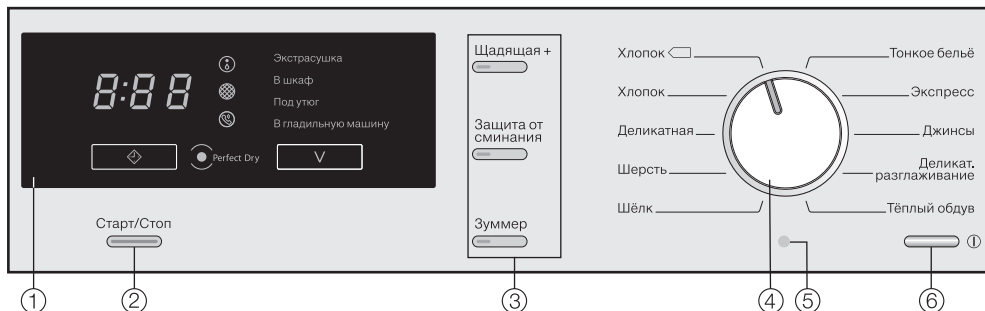 8:88
Экстрасушка
В шкаф
Под утюг
В гладильную машину
Perfect Dry
Старт/Стоп
Щадящая +
Защита от
сминания
Зуммер
Хлопок
Хлопок
Деликатная
Шерсть
Шёлк
Тонкое бельё
Экспресс
Джинсы
Деликат.
разглаживание
Тёплый обдув
1
2
3
4
5
6